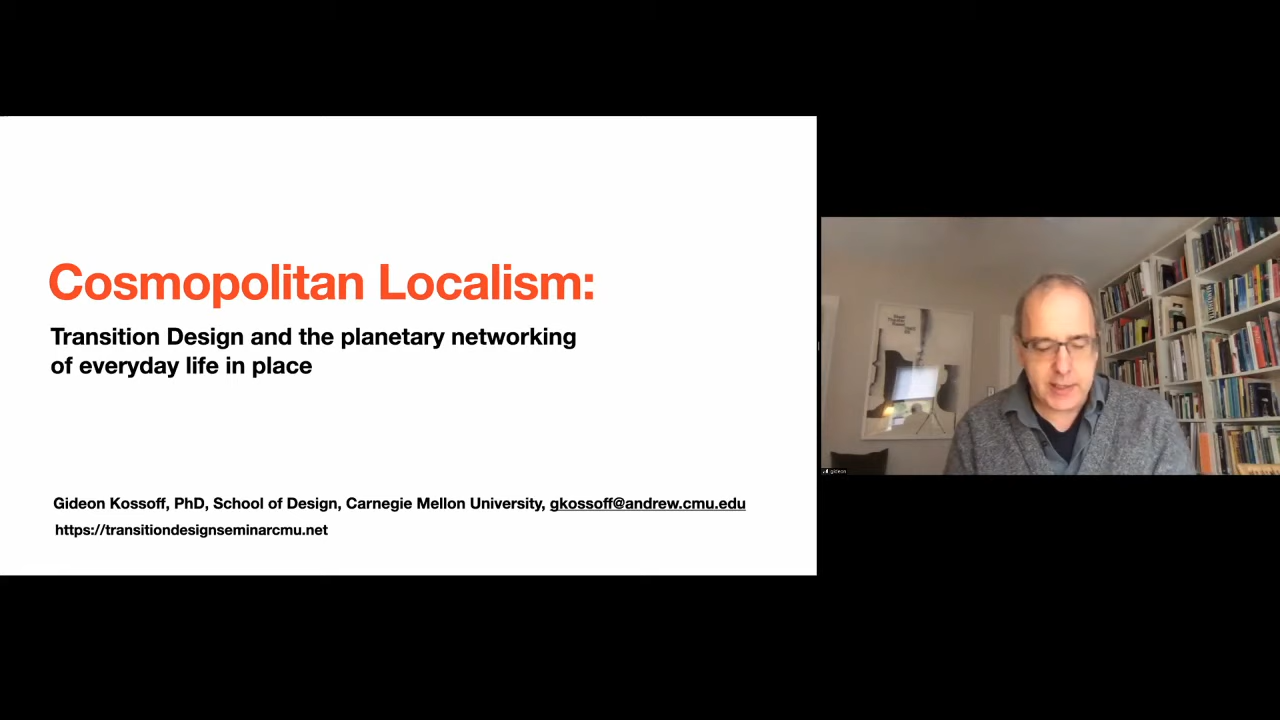 Cosmopolitan Localism:
Transition Design and the planetary networking
of everyday life in place
Gideon Kossoff, PhD, School of Design, Carnegie Mellon University, gkossoff@andrew.cmu.edu
https://transitiondesignseminarcmu.net
gideon